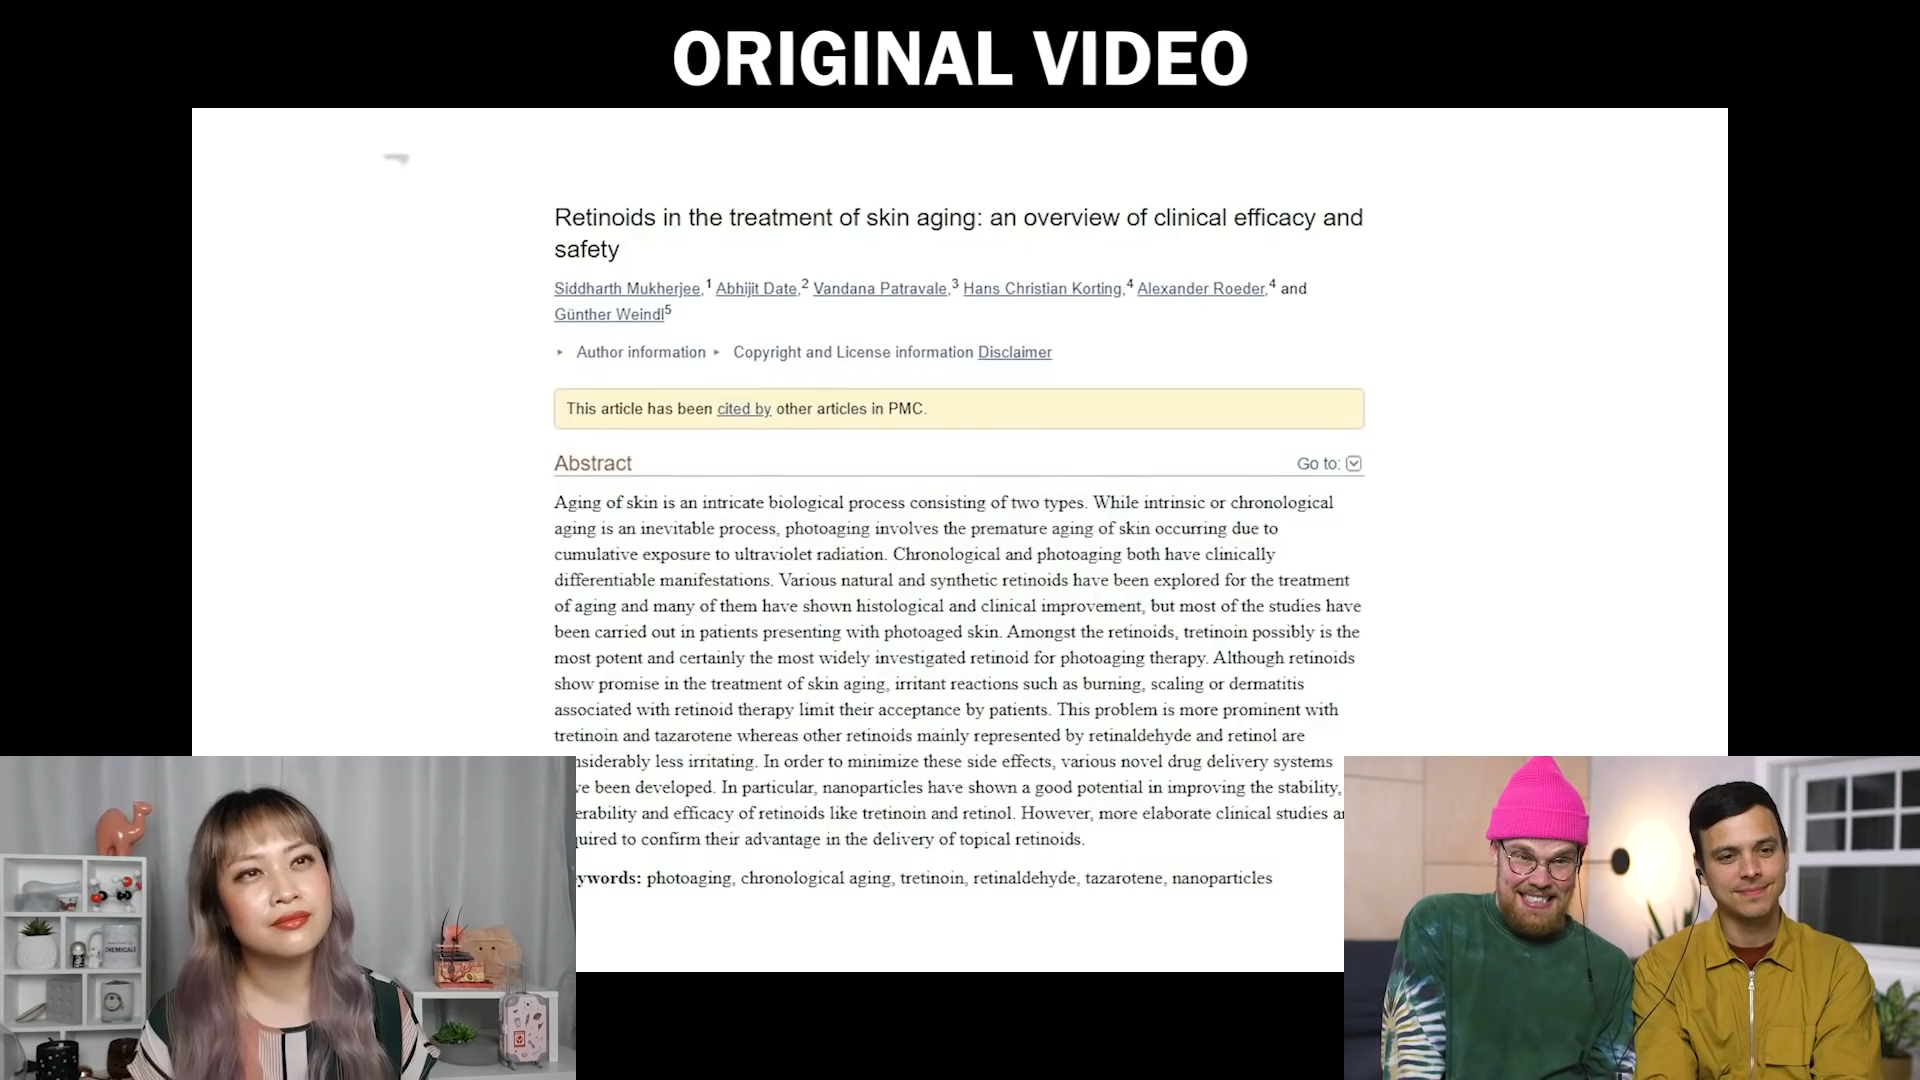 ORIGINAL VIDEO
Retinoids in the treatment of skin aging: an overview of clinical efficacy and
safety
Siddharth Mukherjee,1 Abhijit Date,2 Vandana Patravale,3 Hans Christian Korting,4 Alexander Roeder,4 and
Günther Weindl5
Author information Copyright and License information Disclaimer
This article has been cited by other articles in PMC.
Abstract Go to:
Aging of skin is an intricate biological process consisting of two types. While intrinsic or chronological
aging is an inevitable process, photoaging involves the premature aging of skin occurring due to
cumulative exposure to ultraviolet radiation. Chronological and photoaging both have clinically
differentiable manifestations. Various natural and synthetic retinoids have been explored for the treatment
of aging and many of them have shown histological and clinical improvement, but most of the studies have
been carried out in patients presenting with photoaged skin. Amongst the retinoids, tretinoin possibly is the
most potent and certainly the most widely investigated retinoid for photoaging therapy. Although retinoids
show promise in the treatment of skin aging, irritant reactions such as burning, scaling or dermatitis
associated with retinoid therapy limit their acceptance by patients. This problem is more prominent with
tretinoin and tazarotene whereas other retinoids mainly represented by retinaldehyde and retinol are
nsiderably less irritating. In order to minimize these side effects, various novel drug delivery systems
ve been developed. In particular, nanoparticles have shown a good potential in improving the stability,
erability and efficacy of retinoids like tretinoin and retinol. However, more elaborate clinical studies ar
quired to confirm their advantage in the delivery of topical retinoids.
ywords: photoaging, chronological aging, tretinoin, retinaldehyde, tazarotene, nanoparticles
CHEMICALS